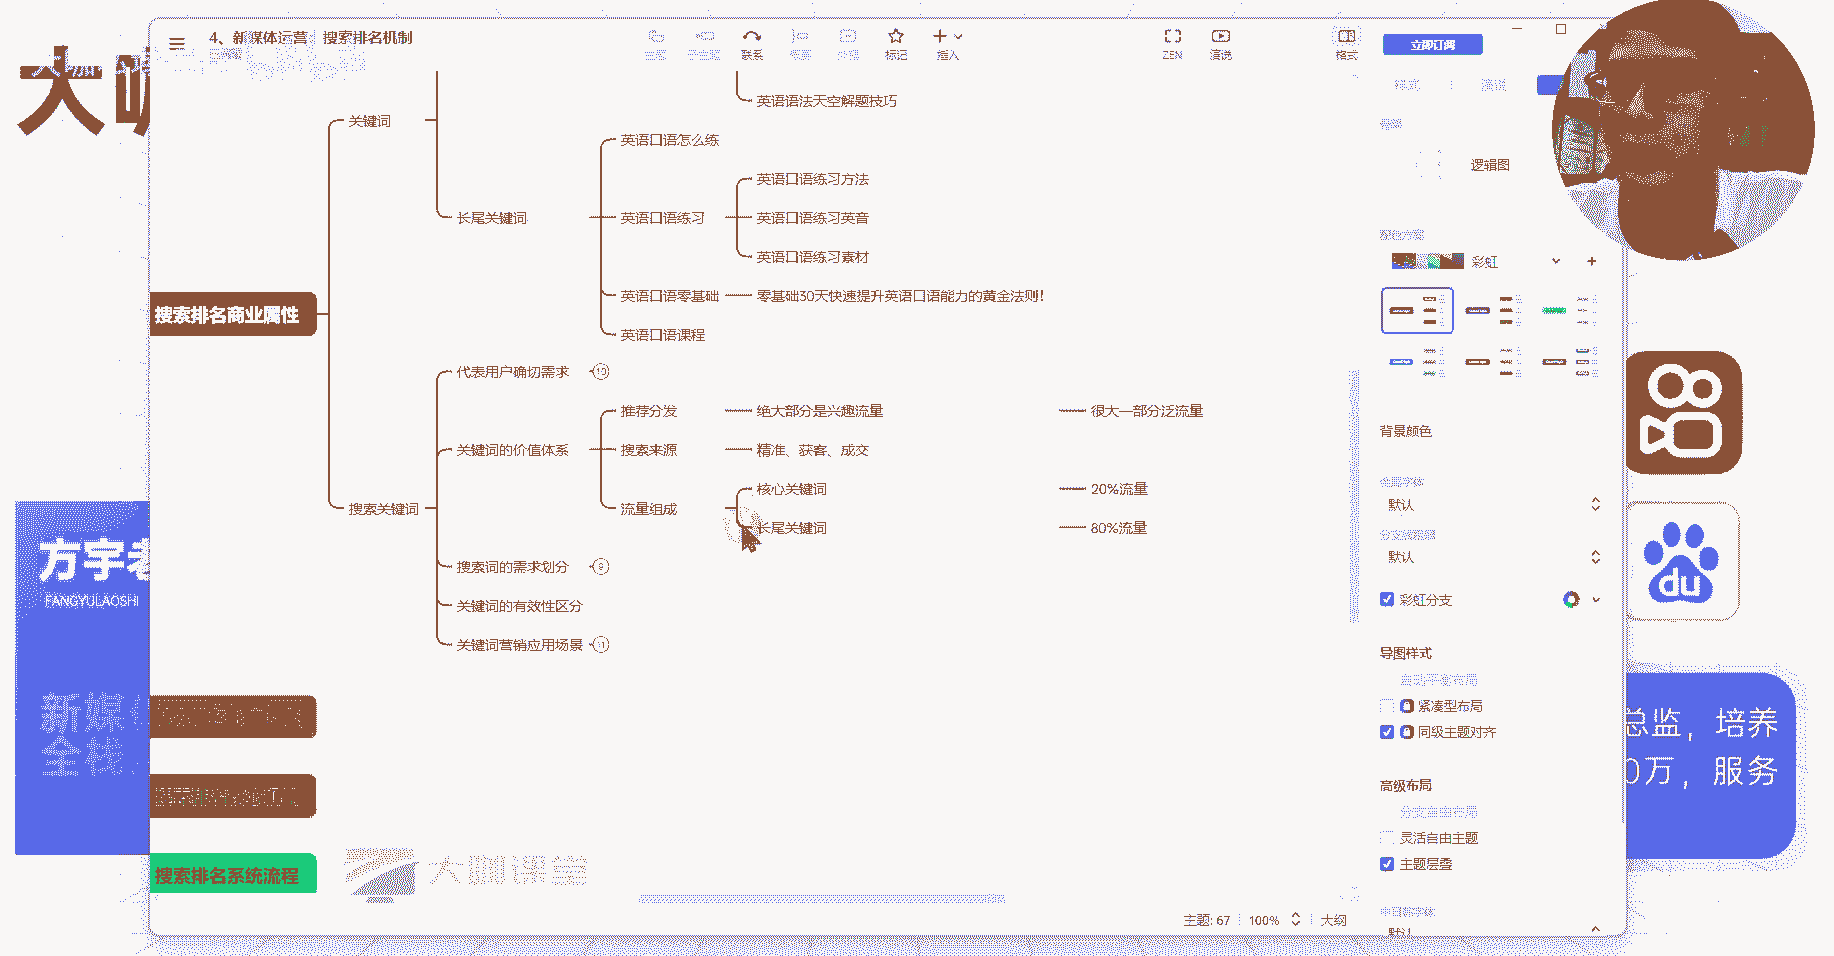 4、新媒体运营 搜索排名机制
联系
标记
插入
ZEN
演说
格式
立即订阅
英语语法天空解题技巧
关键词
英语口语怎么练
英语口语练习方法
长尾关键词
英语口语练习
英语口语练习英音
英语口语练习素材
搜索排名商业属性
英语口语零基础
零基础30天快速提升英语口语能力的黄金法则!
英语口语课程
代表用户确切需求
10
推荐分发
绝大部分是兴趣流量
很大一部分泛流量
关键词的价值体系
搜索来源
精准、获客、成交
核心关键词
20%流量
搜索关键词
流量组成
长尾关键词
80%流量
搜索词的需求划分
9
关键词的有效性区分
关键词营销应用场景
11
搜索排名系统流程
大咖课堂
主题: 67
100%
大纲
逻辑图
彩虹
背景颜色
默认
默认
彩虹分支
导图样式
紧凑型布局
同级主题对齐
高级布局
灵活自由主题
主题层叠
默认
方宇老
FANGYULAOSHI
新媒
全栈
du
总监，培养
0万，服务